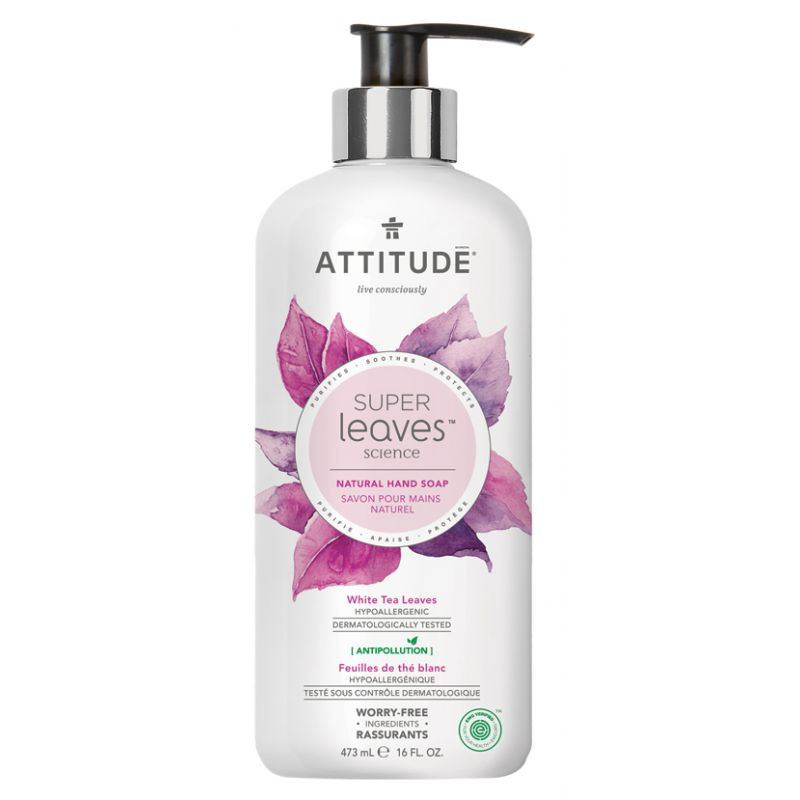 ATTITUDE
live consciously
PURIFIES • SOOTHES • PROTECTS
SUPER
leaves™
science
NATURAL HAND SOAP
SAVON POUR MAINS
NATUREL
PURIFIE • APAISE • PROTÈGE
White Tea Leaves
HYPOALLERGENIC
DERMATOLOGICALLY TESTED
[ ANTIPOLLUTION ]
Feuilles de thé blanc
HYPOALLERGÉNIQUE
TESTÉ SOUS CONTRÔLE DERMATOLOGIQUE
WORRY-FREE
• INGREDIENTS •
RASSURANTS
EWG VERIFIED™
473 mL ℮ 16 FL. OZ.